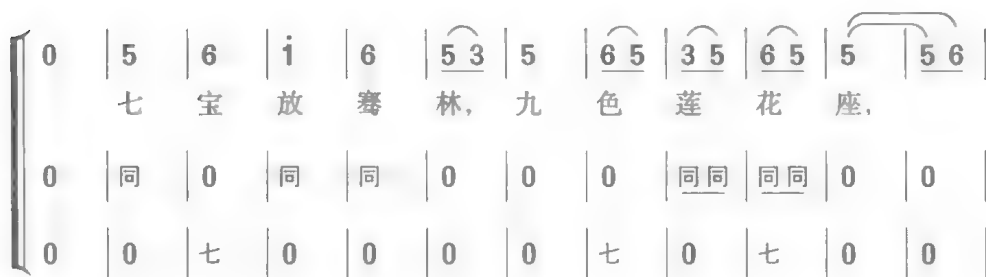 0 | 5 | 6 | i | 6 | 5 3 | 5 | 6 5 | 3 5 | 6 5 | 5 | 5 6 |
七 宝 放 骞 林, 九 色 莲 花 座,
0 | 同 | 0 | 同 | 同 | 0 | 0 | 0 | 同 同 | 同 同 | 0 | 0 |
0 | 0 | 七 | 0 | 0 | 0 | 0 | 七 | 0 | 七 | 0 | 0 |